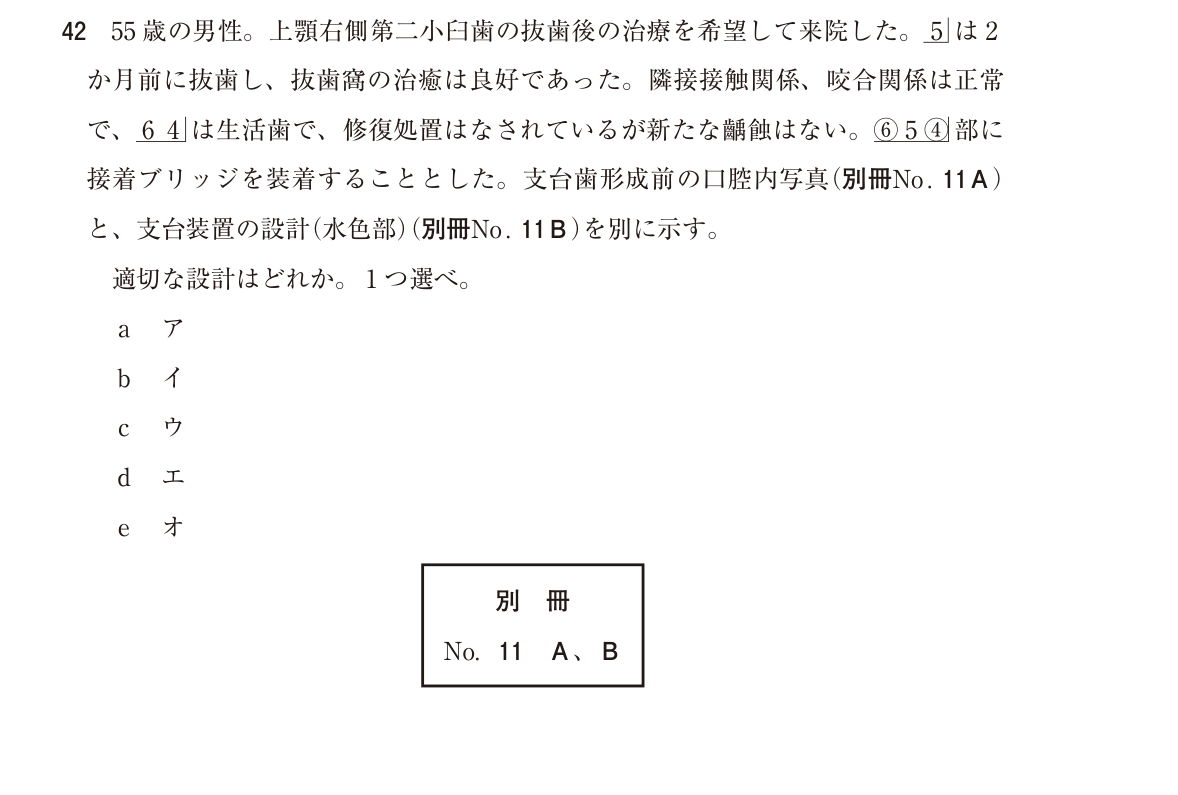 42 55歳の男性。上顎右側第二小臼歯の抜歯後の治療を希望して来院した。5｣は2
か月前に抜歯し、抜歯窩の治癒は良好であった。隣接接触関係、咬合関係は正常
で、6 4｣は生活歯で、修復処置はなされているが新たな齲蝕はない。⑥5④｣部に
接着ブリッジを装着することとした。支台歯形成前の口腔内写真(別冊No. 11A)
と、支台装置の設計(水色部)(別冊No. 11B)を別に示す。
適切な設計はどれか。1つ選べ。
a ア
b イ
c ウ
d エ
e オ
別 冊
No. 11 A、B